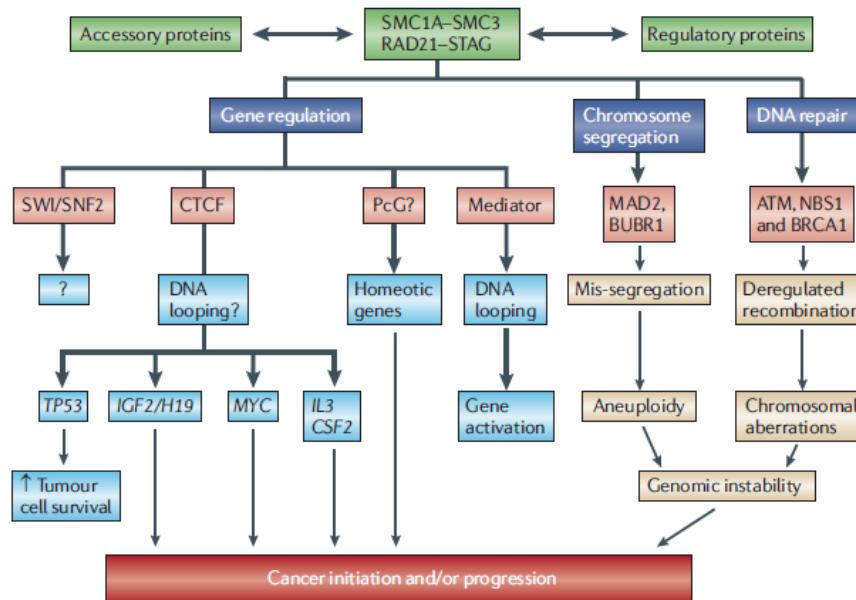 Accessory proteins
SMC1A–SMC3
RAD21–STAG
Regulatory proteins
Gene regulation
Chromosome
segregation
DNA repair
SWI/SNF2
CTCF
PcG?
Mediator
MAD2,
BUBR1
ATM, NBS1
and BRCA1
?
DNA
looping?
Homeotic
genes
DNA
looping
Mis-segregation
Deregulated
recombination
TP53
IGF2/H19
MYC
IL3
CSF2
Gene
activation
Aneuploidy
Chromosomal
aberrations
↑ Tumour
cell survival
Genomic instability
Cancer initiation and/or progression